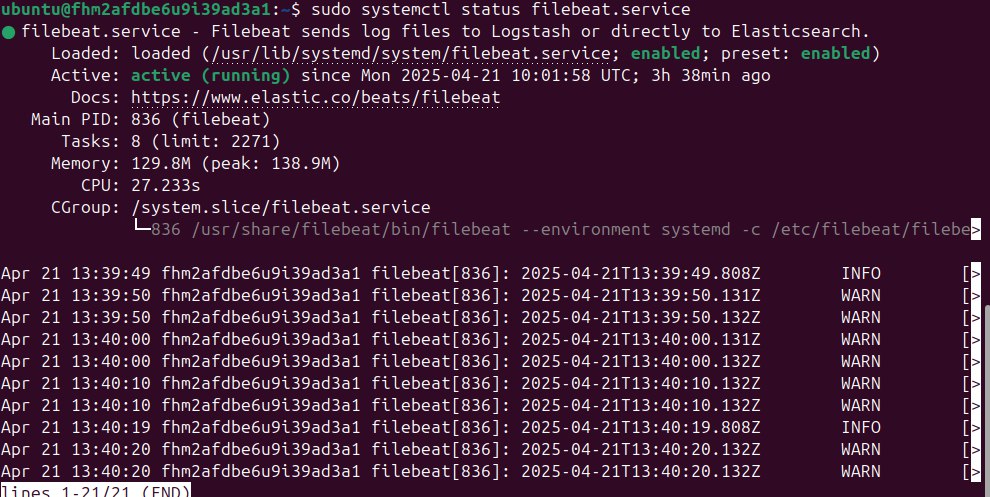 ubuntu@fhm2afdbe6u9i39ad3a1:~$ sudo systemctl status filebeat.service
● filebeat.service - Filebeat sends log files to Logstash or directly to Elasticsearch.
     Loaded: loaded (/usr/lib/systemd/system/filebeat.service; enabled; preset: enabled)
     Active: active (running) since Mon 2025-04-21 10:01:58 UTC; 3h 38min ago
       Docs: https://www.elastic.co/beats/filebeat
   Main PID: 836 (filebeat)
      Tasks: 8 (limit: 2271)
     Memory: 129.8M (peak: 138.9M)
        CPU: 27.233s
     CGroup: /system.slice/filebeat.service
             └─836 /usr/share/filebeat/bin/filebeat --environment systemd -c /etc/filebeat/filebe>
Apr 21 13:39:49 fhm2afdbe6u9i39ad3a1 filebeat[836]: 2025-04-21T13:39:49.808Z        INFO        [>
Apr 21 13:39:50 fhm2afdbe6u9i39ad3a1 filebeat[836]: 2025-04-21T13:39:50.131Z        WARN        [>
Apr 21 13:39:50 fhm2afdbe6u9i39ad3a1 filebeat[836]: 2025-04-21T13:39:50.132Z        WARN        [>
Apr 21 13:40:00 fhm2afdbe6u9i39ad3a1 filebeat[836]: 2025-04-21T13:40:00.131Z        WARN        [>
Apr 21 13:40:00 fhm2afdbe6u9i39ad3a1 filebeat[836]: 2025-04-21T13:40:00.132Z        WARN        [>
Apr 21 13:40:10 fhm2afdbe6u9i39ad3a1 filebeat[836]: 2025-04-21T13:40:10.132Z        WARN        [>
Apr 21 13:40:10 fhm2afdbe6u9i39ad3a1 filebeat[836]: 2025-04-21T13:40:10.132Z        WARN        [>
Apr 21 13:40:19 fhm2afdbe6u9i39ad3a1 filebeat[836]: 2025-04-21T13:40:19.808Z        INFO        [>
Apr 21 13:40:20 fhm2afdbe6u9i39ad3a1 filebeat[836]: 2025-04-21T13:40:20.132Z        WARN        [>
Apr 21 13:40:20 fhm2afdbe6u9i39ad3a1 filebeat[836]: 2025-04-21T13:40:20.132Z        WARN        [>
lines 1-21/21 (END)